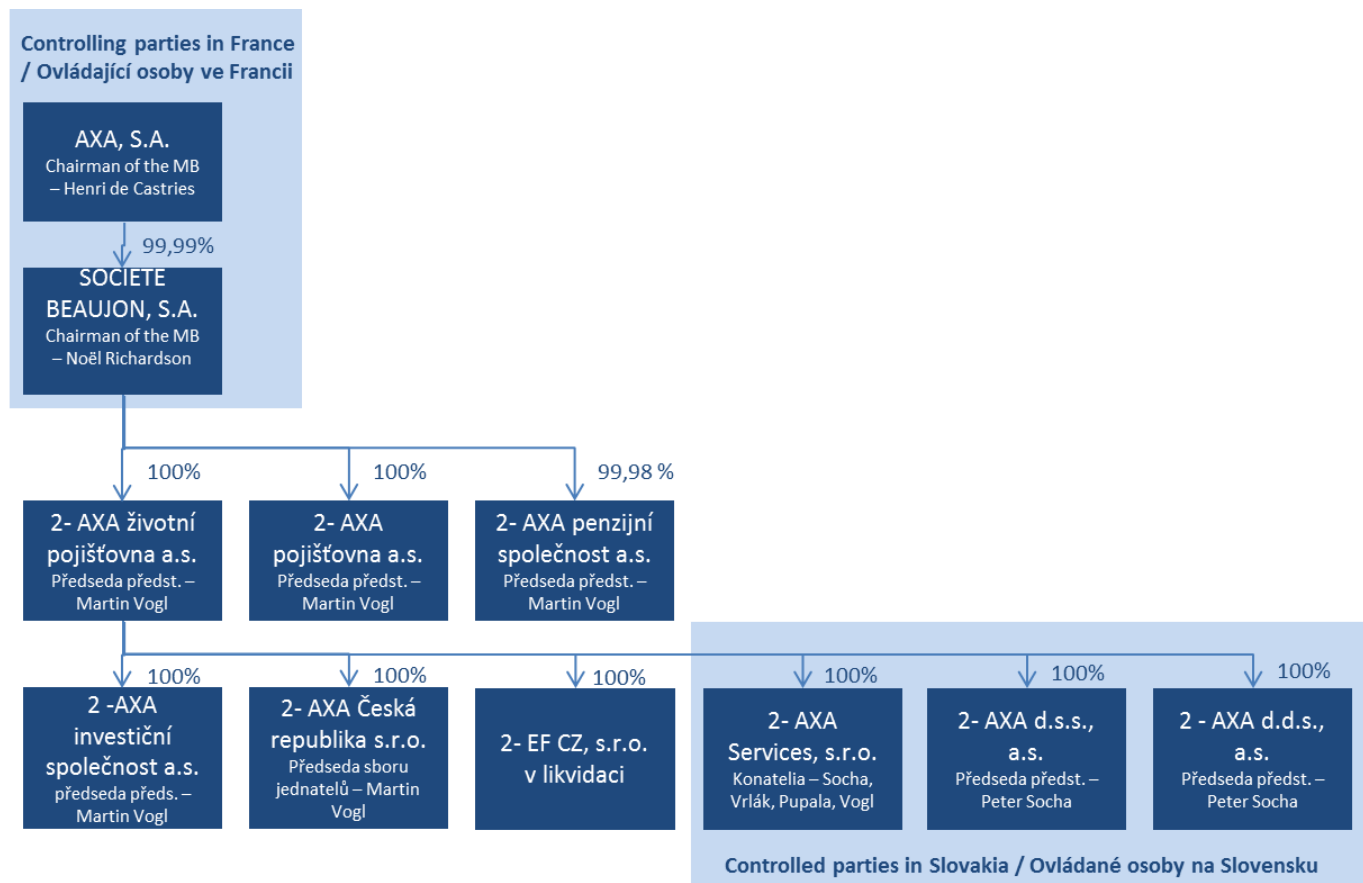 Controlling parties in France
/ Ovládající osoby ve Francii
AXA, S.A.
Chairman of the MB
– Henri de Castries
99,99%
SOCIETE
BEAUJON, S.A.
Chairman of the MB
– Noël Richardson
100%
100%
99,98 %
2- AXA životní
pojišťovna a.s.
Předseda předst. –
Martin Vogl
2- AXA
pojišťovna a.s.
Předseda předst. –
Martin Vogl
2- AXA penzijní
společnost a.s.
Předseda předst. –
Martin Vogl
100%
100%
100%
100%
100%
100%
2 -AXA
investiční
společnost a.s.
předseda předs. –
Martin Vogl
2- AXA Česká
republika s.r.o.
Předseda sboru
jednatelů – Martin
Vogl
2- EF CZ, s.r.o.
v likvidaci
2- AXA
Services, s.r.o.
Konatelia – Socha,
Vrlák, Pupala, Vogl
2- AXA d.s.s.,
a.s.
Předseda předst. –
Peter Socha
2 - AXA d.d.s.,
a.s.
Předseda předst. –
Peter Socha
Controlled parties in Slovakia / Ovládané osoby na Slovensku